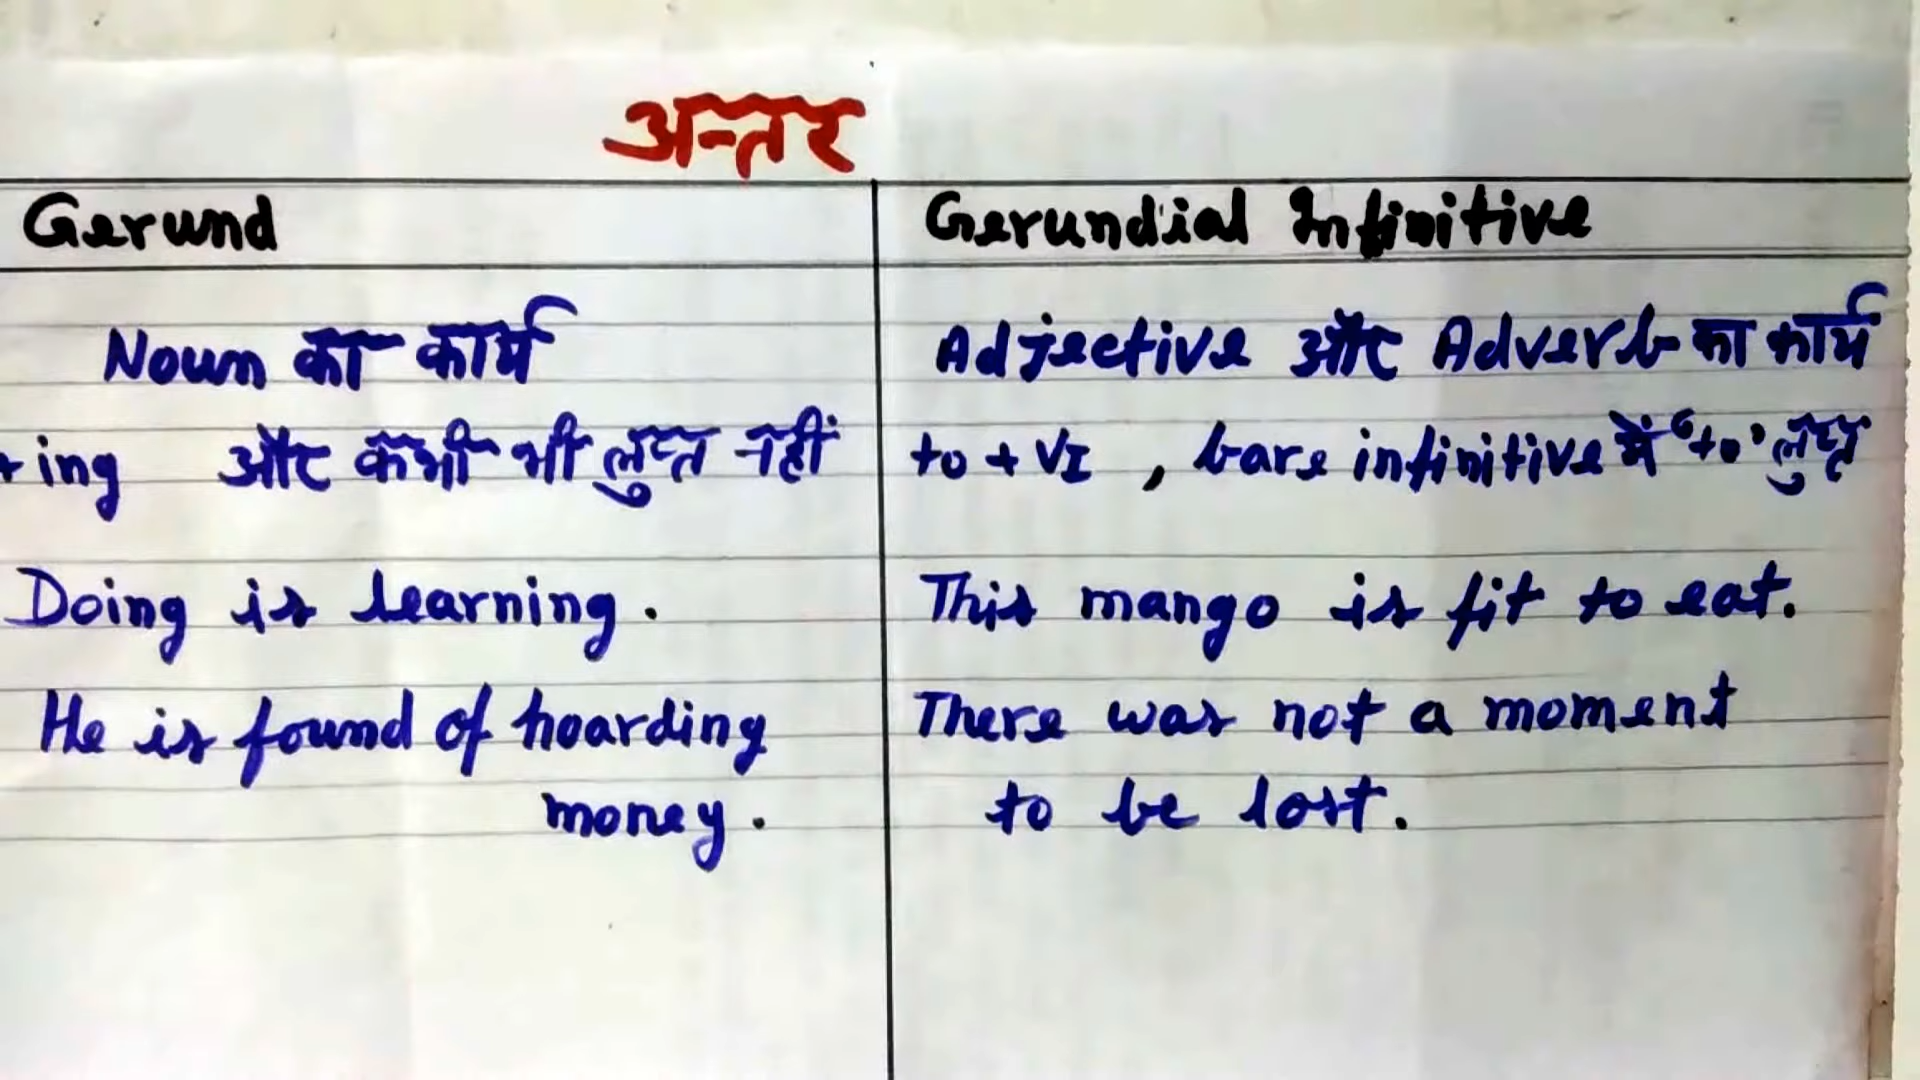 अन्तर
Gerund
Gerundial Infinitive
Noun का कार्य
Adjective और Adverb का कार्य
+ ing और कभी भी लुप्त नहीं
to + VI , bare infinitive में 'to' लुप्त
Doing is learning.
This mango is fit to eat.
He is found of hoarding
money.
There was not a moment
to be lost.